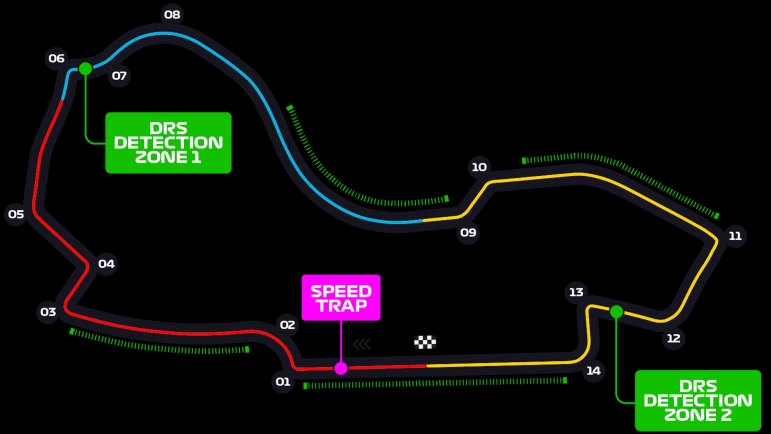 08
06
07
DRS
DETECTION
ZONE 1
10
05
09
11
04
SPEED
TRAP
13
03
02
12
01
14
DRS
DETECTION
ZONE 2